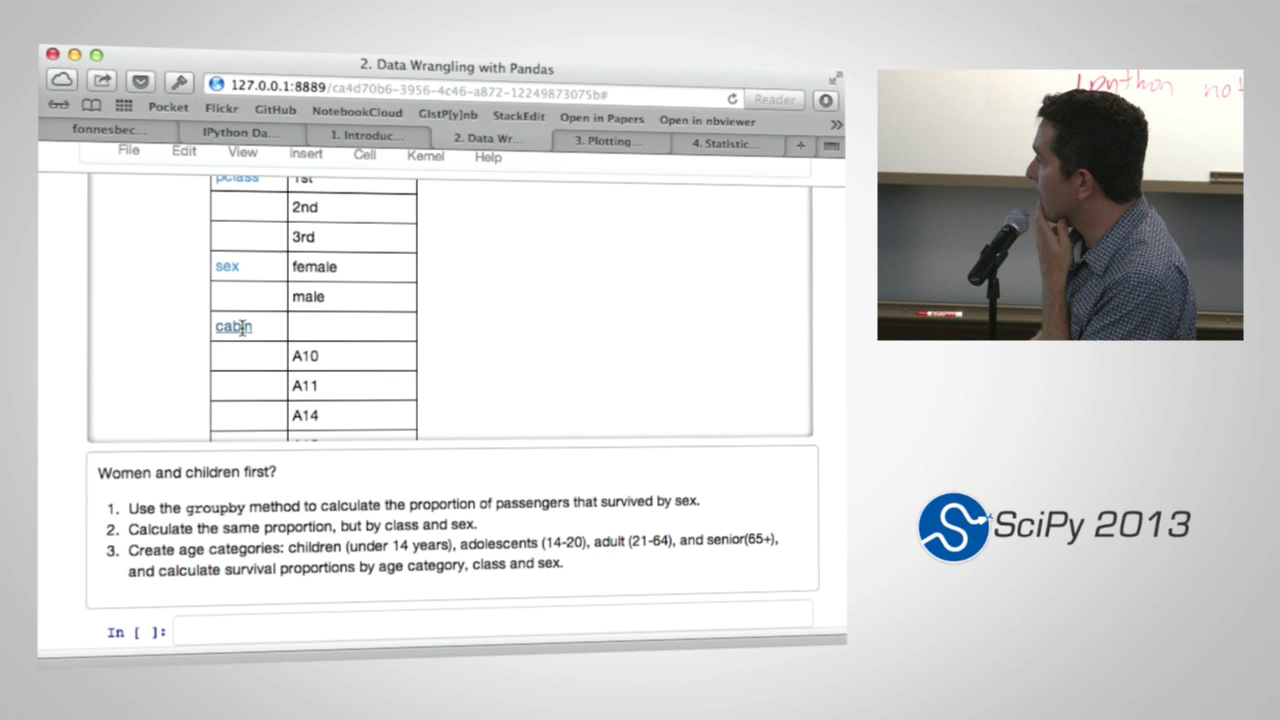 2. Data Wrangling with Pandas
127.0.0.1:8889/ca4d70b6-3956-4c46-a872-12249873075b#
Reader
Pocket Flickr GitHub NotebookCloud GIstP[y]nb StackEdit Open in Papers Open in nbviewer
fonnesbec... IPython Da... 1. Introduc... 2. Data Wr... 3. Plotting... 4. Statistic...
File Edit View Insert Cell Kernel Help
pclass 1st
2nd
3rd
sex female
male
cabin
A10
A11
A14
Women and children first?
1. Use the groupby method to calculate the proportion of passengers that survived by sex.
2. Calculate the same proportion, but by class and sex.
3. Create age categories: children (under 14 years), adolescents (14-20), adult (21-64), and senior(65+),
and calculate survival proportions by age category, class and sex.
In [ ]:
python not
SciPy 2013